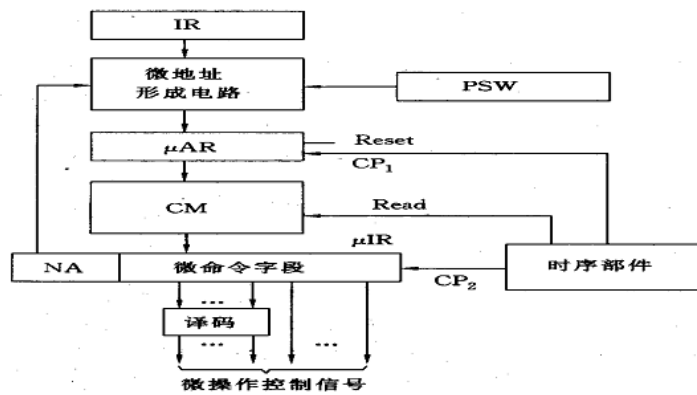 IR
微地址
形成电路
PSW
μAR
Reset
CP₁
CM
Read
μIR
NA
微命令字段
CP₂
时序部件
...
译码
... ...
微操作控制信号